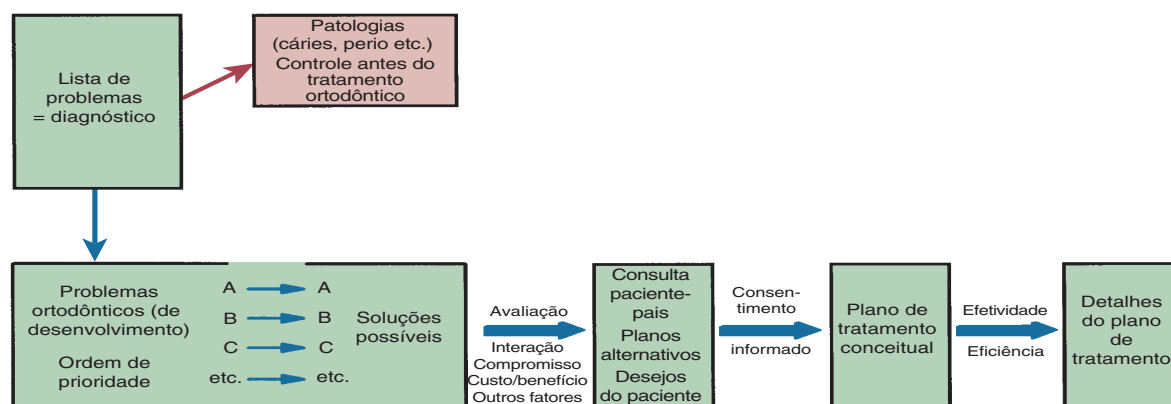 Lista de
problemas
= diagnóstico
Patologias
(cáries, perio etc.)
Controle antes do
tratamento
ortodôntico
Problemas
ortodônticos (de
desenvolvimento)
Ordem de
prioridade
A A
B B
C C
etc. etc.
Soluções
possíveis
Avaliação
Interação
Compromisso
Custo/benefício
Outros fatores
Consulta
paciente-
pais
Planos
alternativos
Desejos
do paciente
Consen-
timento
informado
Plano de
tratamento
conceitual
Efetividade
Eficiência
Detalhes
do plano
de
tratamento